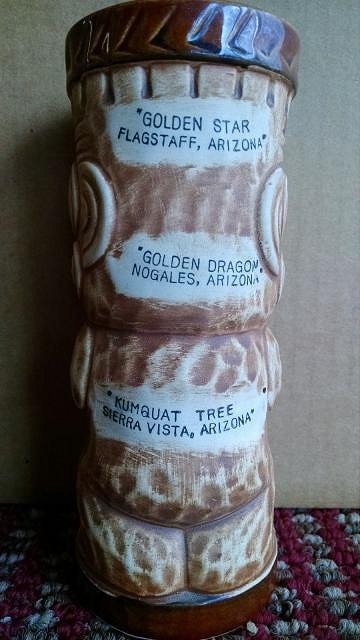 "GOLDEN STAR
FLAGSTAFF, ARIZONA"
"GOLDEN DRAGON
NOGALES, ARIZONA"
"KUMQUAT TREE
SIERRA VISTA, ARIZONA"